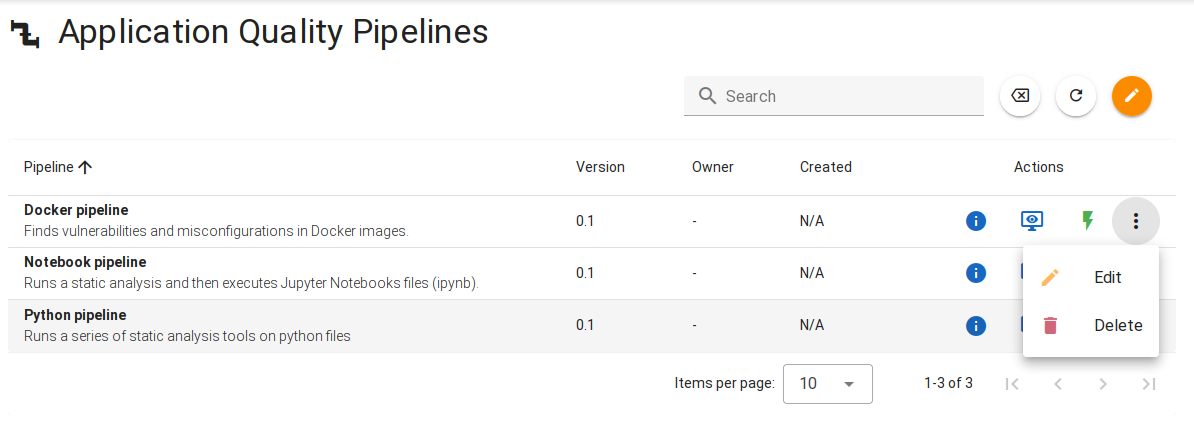 Application Quality Pipelines
Search
Pipeline Version Owner Created Actions
Docker pipeline
Finds vulnerabilities and misconfigurations in Docker images.
0.1 - N/A
Notebook pipeline
Runs a static analysis and then executes Jupyter Notebooks files (ipynb).
0.1 - N/A
Edit
Python pipeline
Runs a series of static analysis tools on python files
0.1 - N/A
Delete
Items per page: 10 1-3 of 3